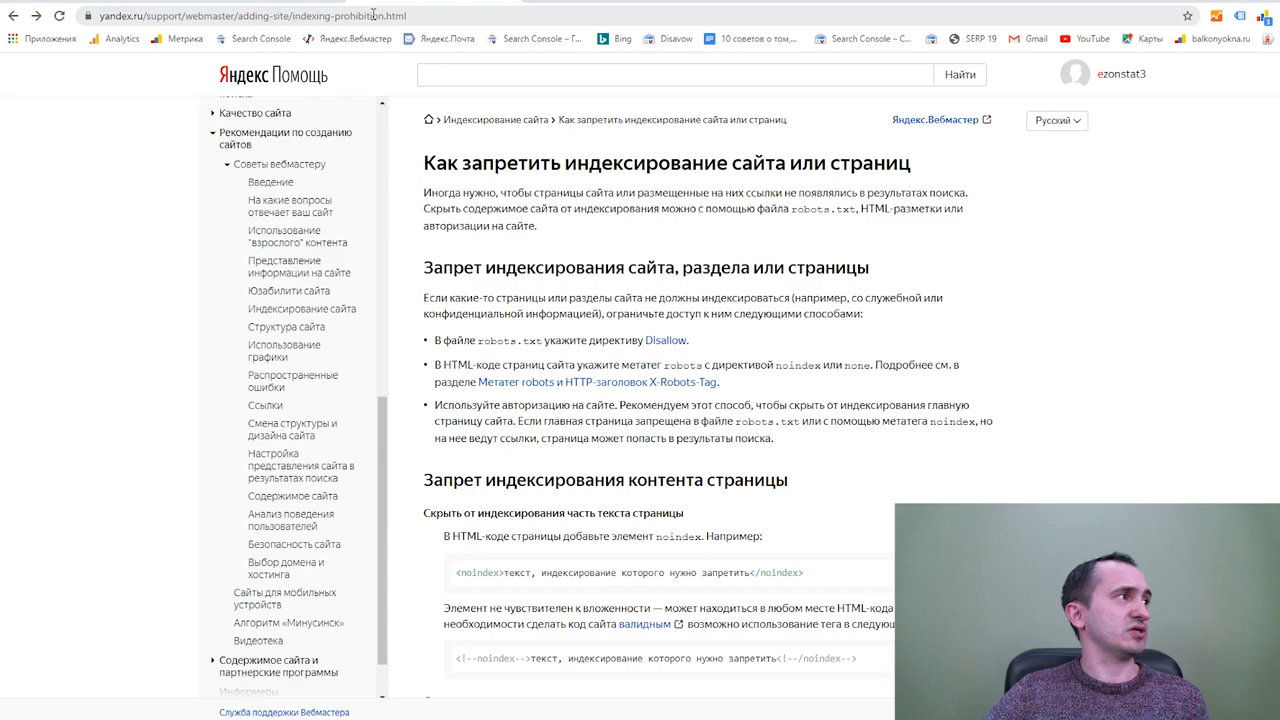 yandex.ru/support/webmaster/adding-site/indexing-prohibition.html
Приложения
Analytics
Метрика
Search Console
Яндекс.Вебмастер
Яндекс.Почта
Search Console – Г...
Bing
Disavow
10 советов о том,...
Search Console – С...
SERP 19
Gmail
YouTube
Карты
balkonyokna.ru
Яндекс Помощь
Найти
ezonstat3
Качество сайта
Рекомендации по созданию
сайтов
Советы вебмастеру
Введение
На какие вопросы
отвечает ваш сайт
Использование
"взрослого" контента
Представление
информации на сайте
Юзабилити сайта
Индексирование сайта
Структура сайта
Использование
графики
Распространенные
ошибки
Ссылки
Смена структуры и
дизайна сайта
Настройка
представления сайта в
результатах поиска
Содержимое сайта
Анализ поведения
пользователей
Безопасность сайта
Выбор домена и
хостинга
Сайты для мобильных
устройств
Алгоритм «Минусинск»
Видеотека
Содержимое сайта и
партнерские программы
Информеры
Служба поддержки Вебмастера
Индексирование сайта > Как запретить индексирование сайта или страниц
Яндекс.Вебмастер
Русский
Как запретить индексирование сайта или страниц
Иногда нужно, чтобы страницы сайта или размещенные на них ссылки не появлялись в результатах поиска.
Скрыть содержимое сайта от индексирования можно с помощью файла robots.txt, HTML-разметки или
авторизации на сайте.
Запрет индексирования сайта, раздела или страницы
Если какие-то страницы или разделы сайта не должны индексироваться (например, со служебной или
конфиденциальной информацией), ограничьте доступ к ним следующими способами:
• В файле robots.txt укажите директиву Disallow.
• В HTML-коде страниц сайта укажите метатег robots с директивой noindex или none. Подробнее см. в
разделе Метатег robots и HTTP-заголовок X-Robots-Tag.
• Используйте авторизацию на сайте. Рекомендуем этот способ, чтобы скрыть от индексирования главную
страницу сайта. Если главная страница запрещена в файле robots.txt или с помощью метатега noindex, но
на нее ведут ссылки, страница может попасть в результаты поиска.
Запрет индексирования контента страницы
Скрыть от индексирования часть текста страницы
В HTML-коде страницы добавьте элемент noindex. Например:
<noindex>текст, индексирование которого нужно запретить</noindex>
Элемент не чувствителен к вложенности — может находиться в любом месте HTML-кода
необходимости сделать код сайта валидным возможно использование тега в следующ
<!--noindex-->текст, индексирование которого нужно запретить<!--/noindex-->